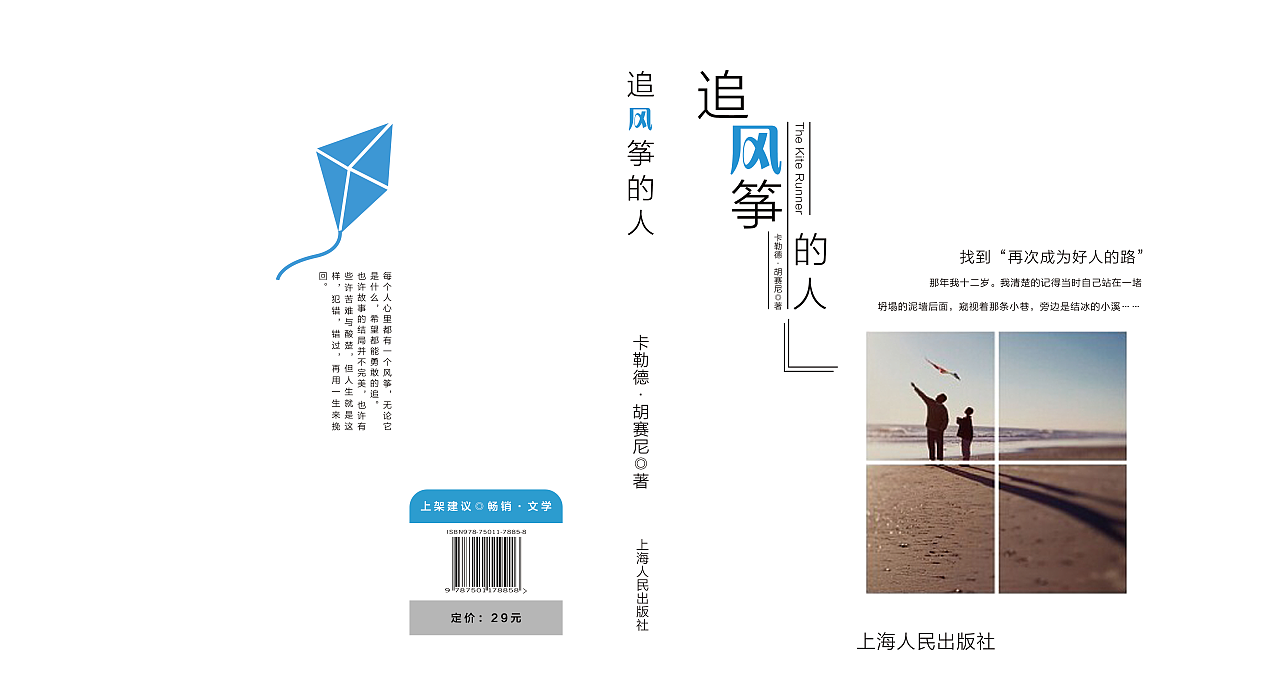 每个人心里都有一个风筝，无论它
是什么，希望都能勇敢的追。
也许故事的结局并不完美，也许有
些许苦难与酸楚。但人生就是这
样，犯错，错过，再用一生来挽
回。
上架建议◎畅销·文学
ISBN978-75011-7885-8
9 787501 178858 >
定价：29元
追风筝的人
卡勒德·胡赛尼◎著
上海人民出版社
追风筝
的人
The Kite Runner
卡勒德·胡赛尼◎著
找到“再次成为好人的路”
那年我十二岁。我清楚的记得当时自己站在一堵
坍塌的泥墙后面，窥视着那条小巷，旁边是结冰的小溪……
上海人民出版社